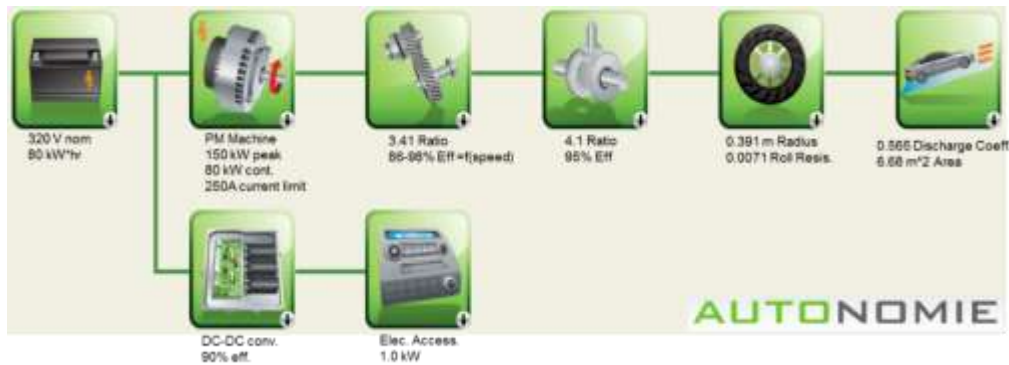 320 V nom
80 kW*hr
PM Machine
150 kW peak
80 kW cont.
250A current limit
3.41 Ratio
86-98% Eff =f(speed)
4.1 Ratio
95% Eff
0.391 m Radius
0.0071 Roll Resis.
0.565 Discharge Coeff
6.68 m^2 Area
DC-DC conv.
90% eff.
Elec. Access.
1.0 kW
AUTONOMIE